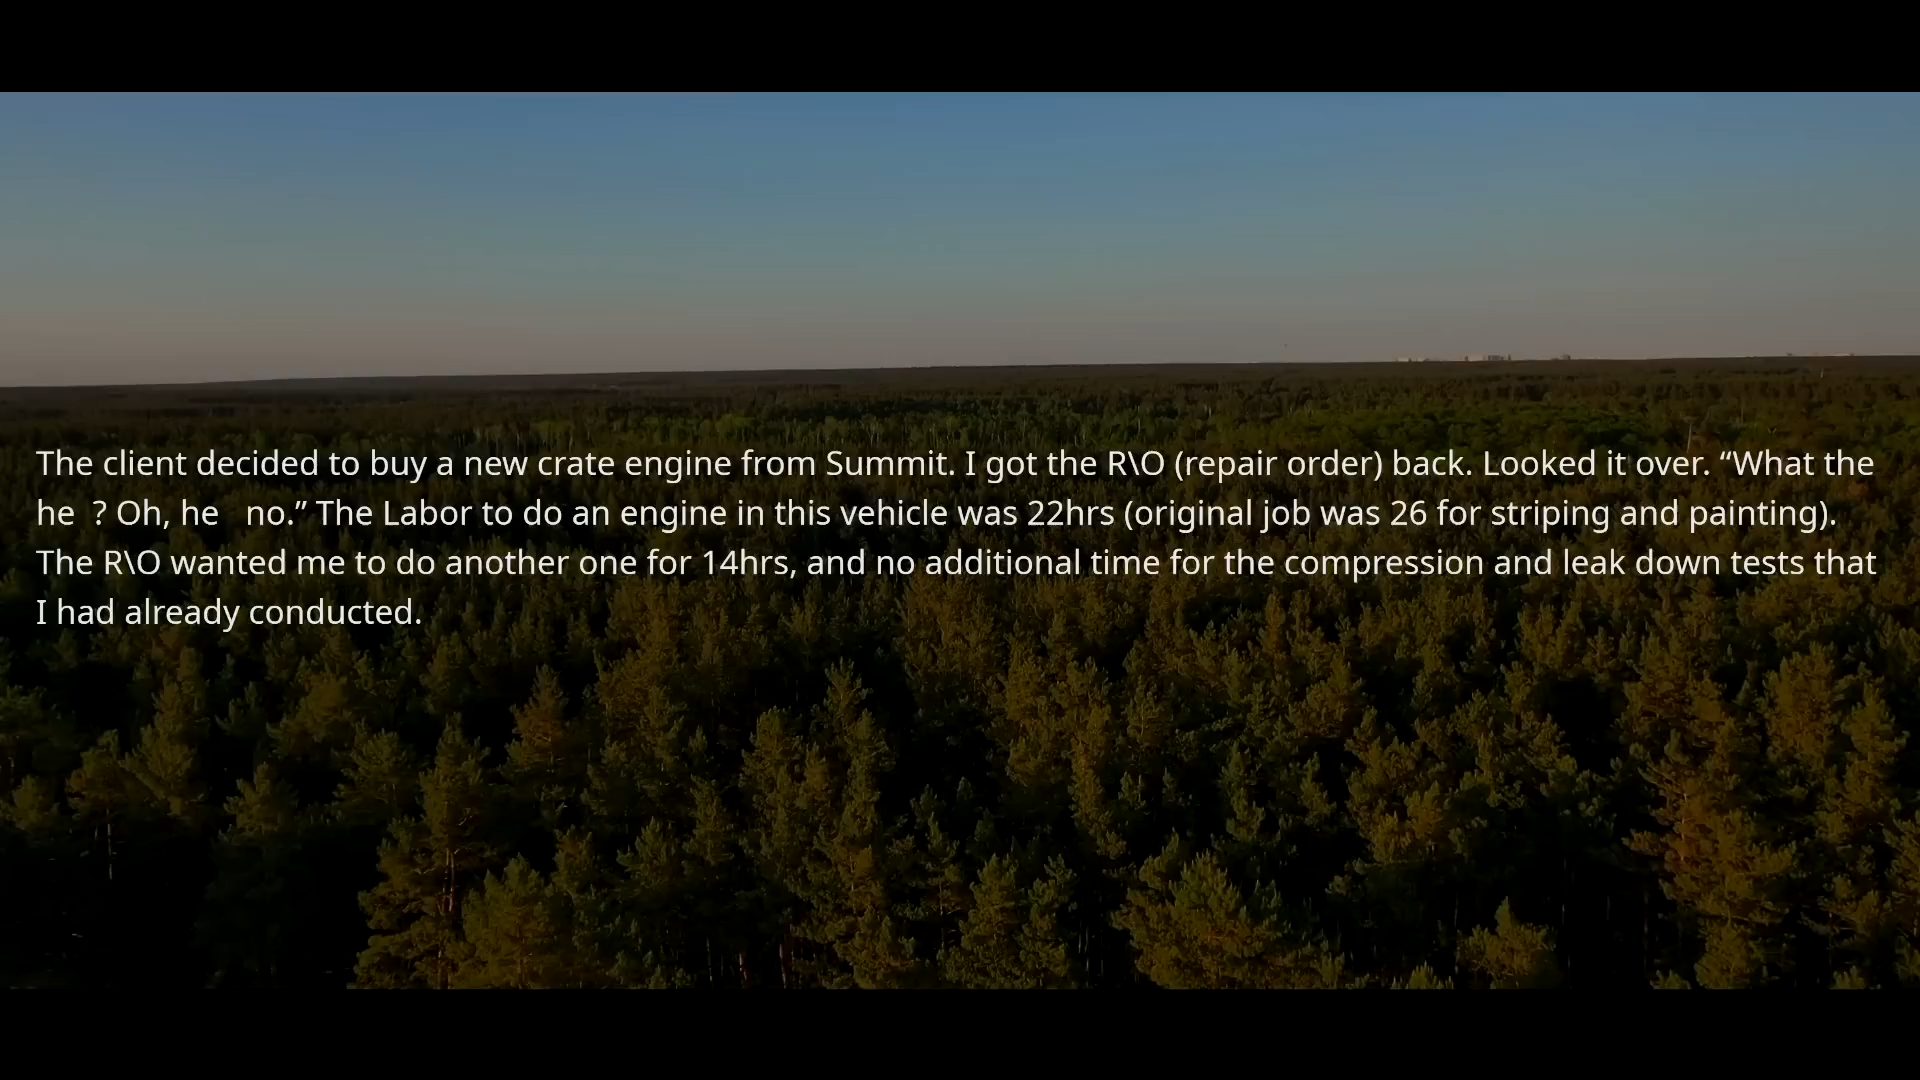 The client decided to buy a new crate engine from Summit. I got the R\O (repair order) back. Looked it over. “What the
he ? Oh, he no.” The Labor to do an engine in this vehicle was 22hrs (original job was 26 for striping and painting).
The R\O wanted me to do another one for 14hrs, and no additional time for the compression and leak down tests that
I had already conducted.